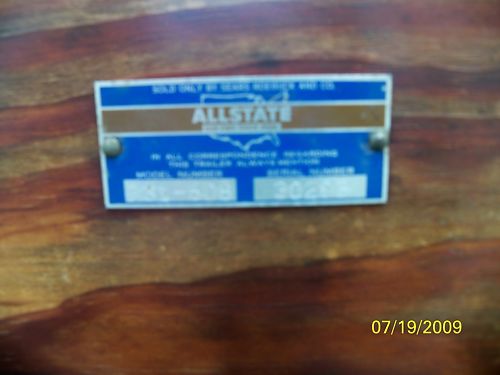 SOLD ONLY BY SEARS ROEBUCK AND CO.
ALLSTATE
IN ALL CORRESPONDENCE REGARDING
THIS TRAILER ALWAYS MENTION
MODEL NUMBER SERIAL NUMBER
07/19/2009